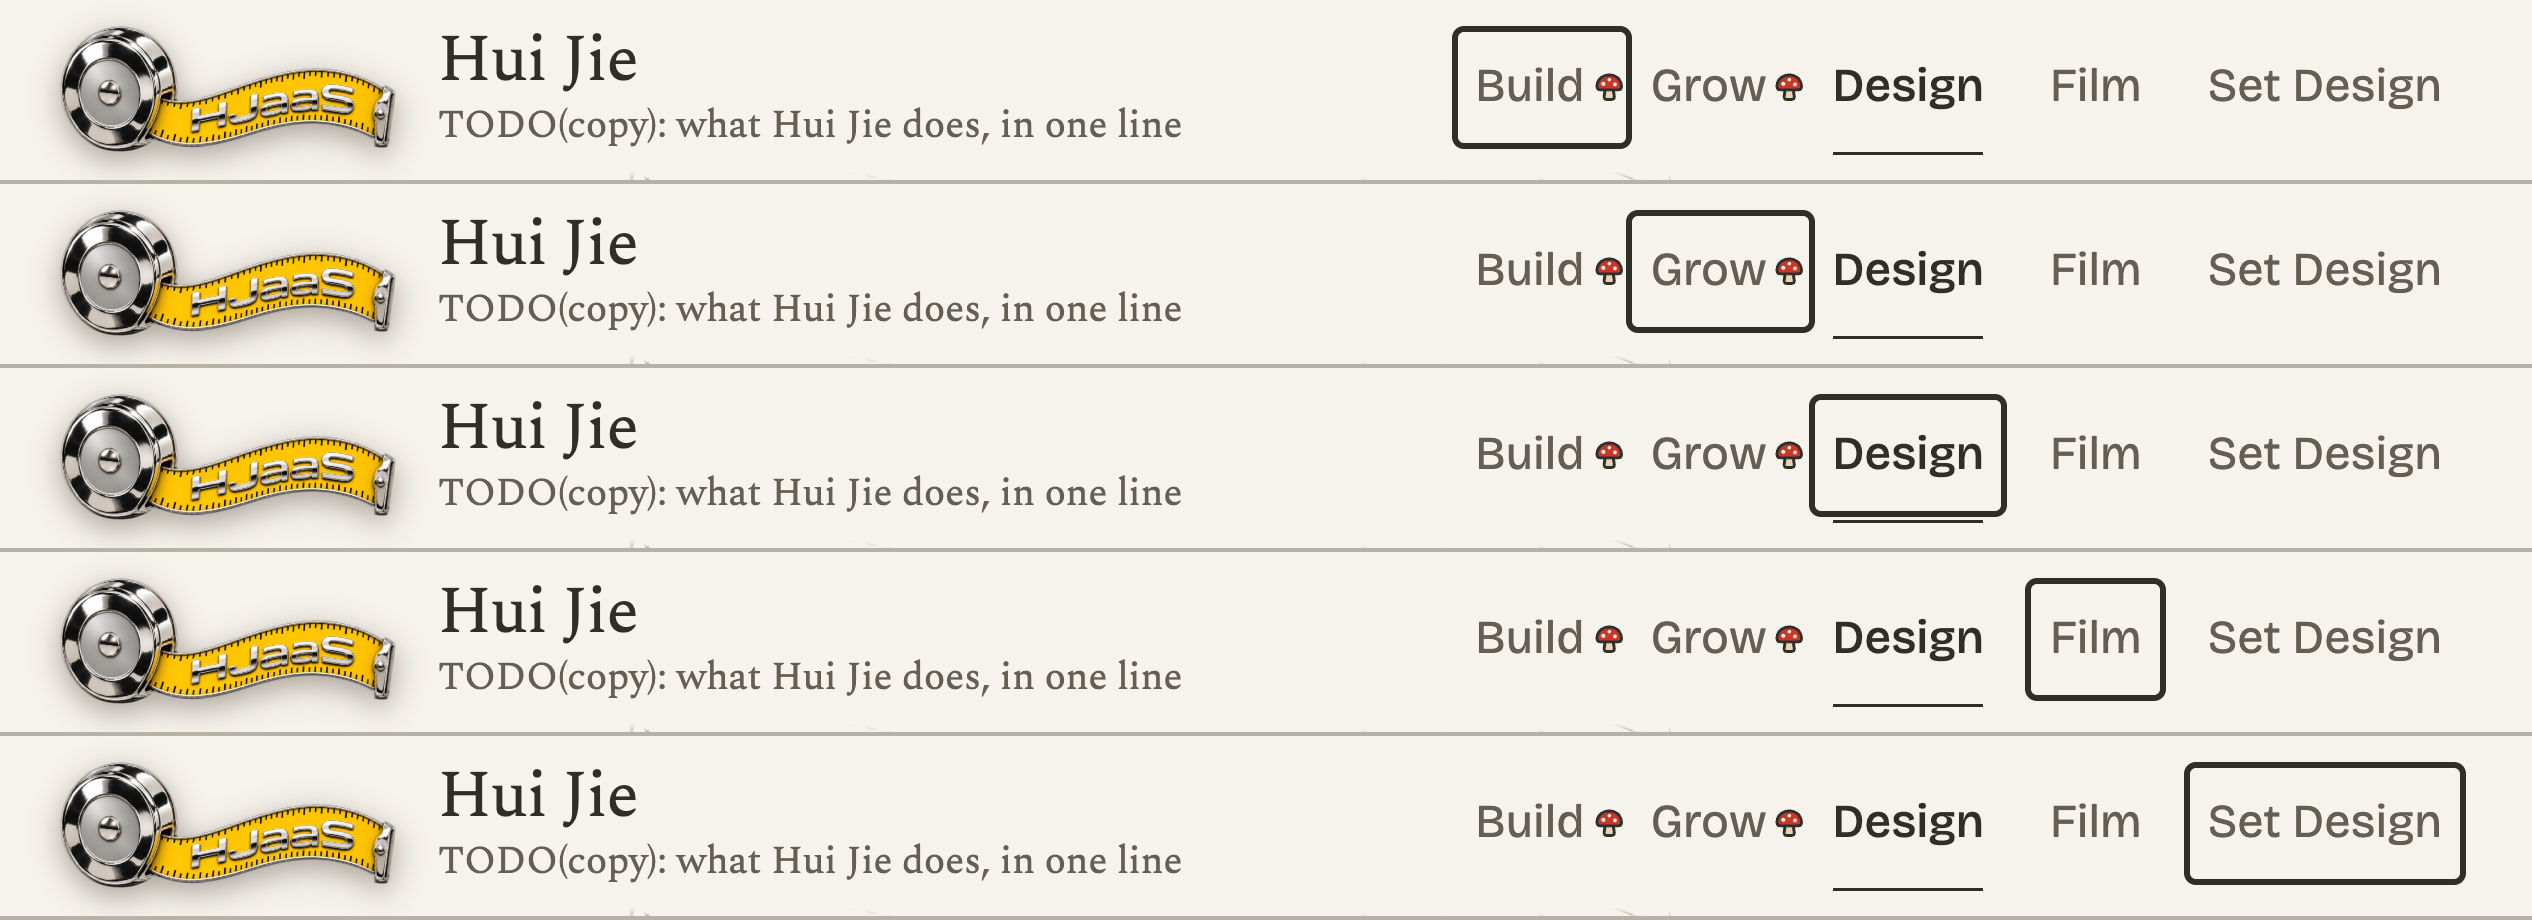 HJaaS
Hui Jie
TODO(copy): what Hui Jie does, in one line
Build Grow Design Film Set Design
HJaaS
Hui Jie
TODO(copy): what Hui Jie does, in one line
Build Grow Design Film Set Design
HJaaS
Hui Jie
TODO(copy): what Hui Jie does, in one line
Build Grow Design Film Set Design
HJaaS
Hui Jie
TODO(copy): what Hui Jie does, in one line
Build Grow Design Film Set Design
HJaaS
Hui Jie
TODO(copy): what Hui Jie does, in one line
Build Grow Design Film Set Design